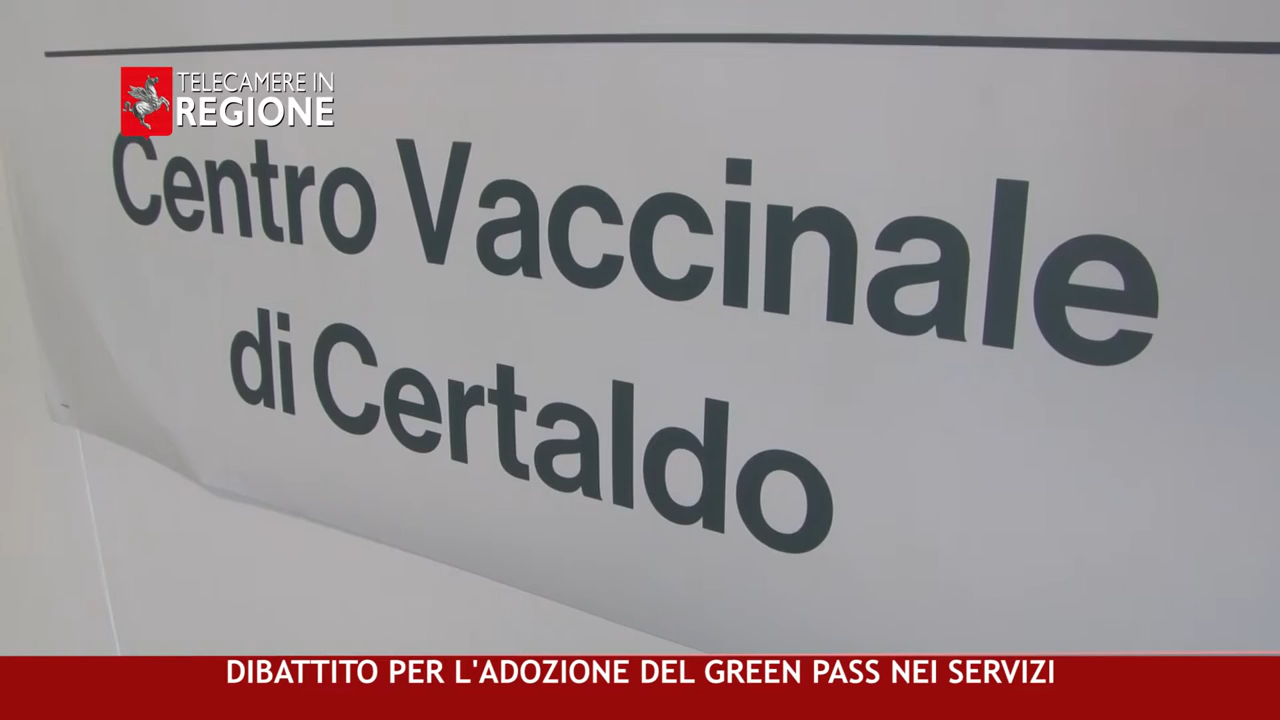 TELECAMERE IN
REGIONE
Centro Vaccinale
di Certaldo
DIBATTITO PER L'ADOZIONE DEL GREEN PASS NEI SERVIZI